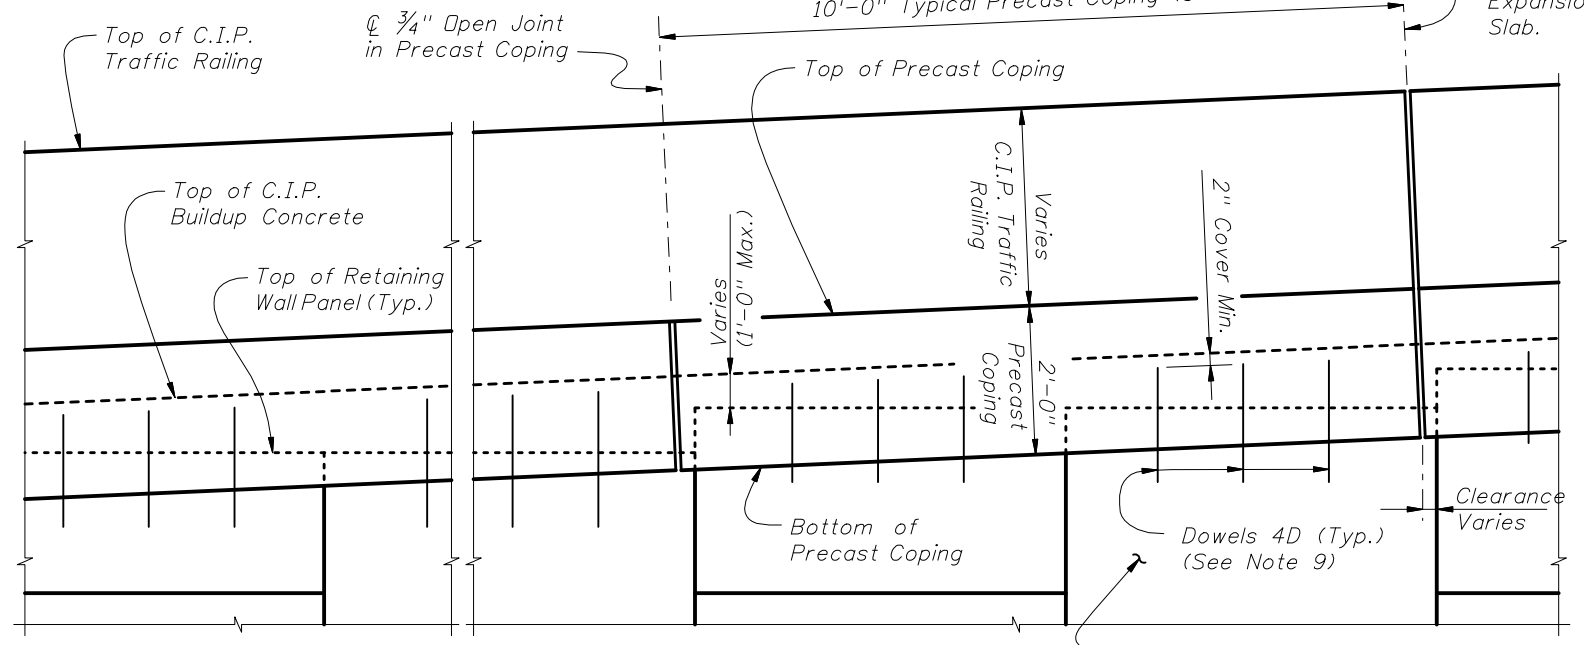 Top of C.I.P.
Traffic Railing
℄ ¾" Open Joint
in Precast Coping
10'-0" Typical Precast Coping
Expansio
Slab.
Top of Precast Coping
Top of C.I.P.
Buildup Concrete
Top of Retaining
Wall Panel (Typ.)
Varies
(1'-0" Max.)
Varies
C.I.P. Traffic
Railing
2" Cover Min.
2'-0"
Precast
Coping
Bottom of
Precast Coping
Dowels 4D (Typ.)
(See Note 9)
Clearance
Varies